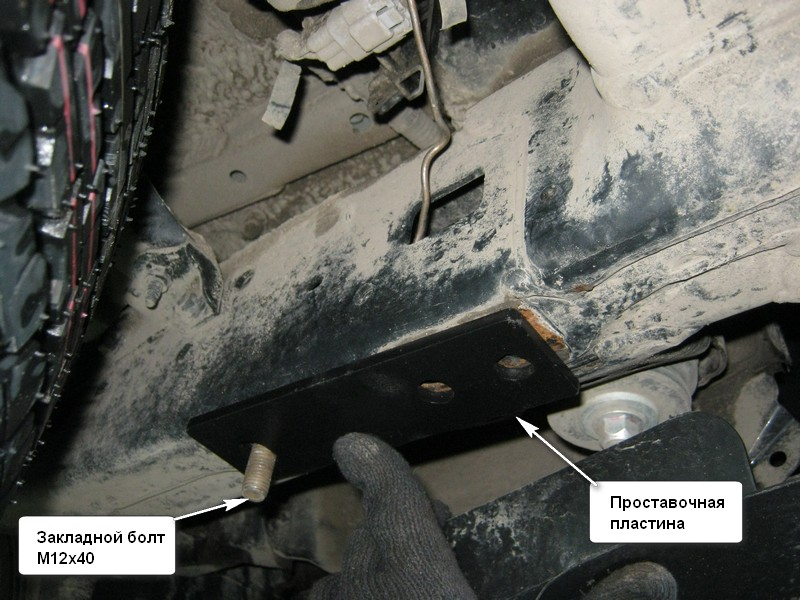 Закладной болт
М12х40
Проставочная
пластина